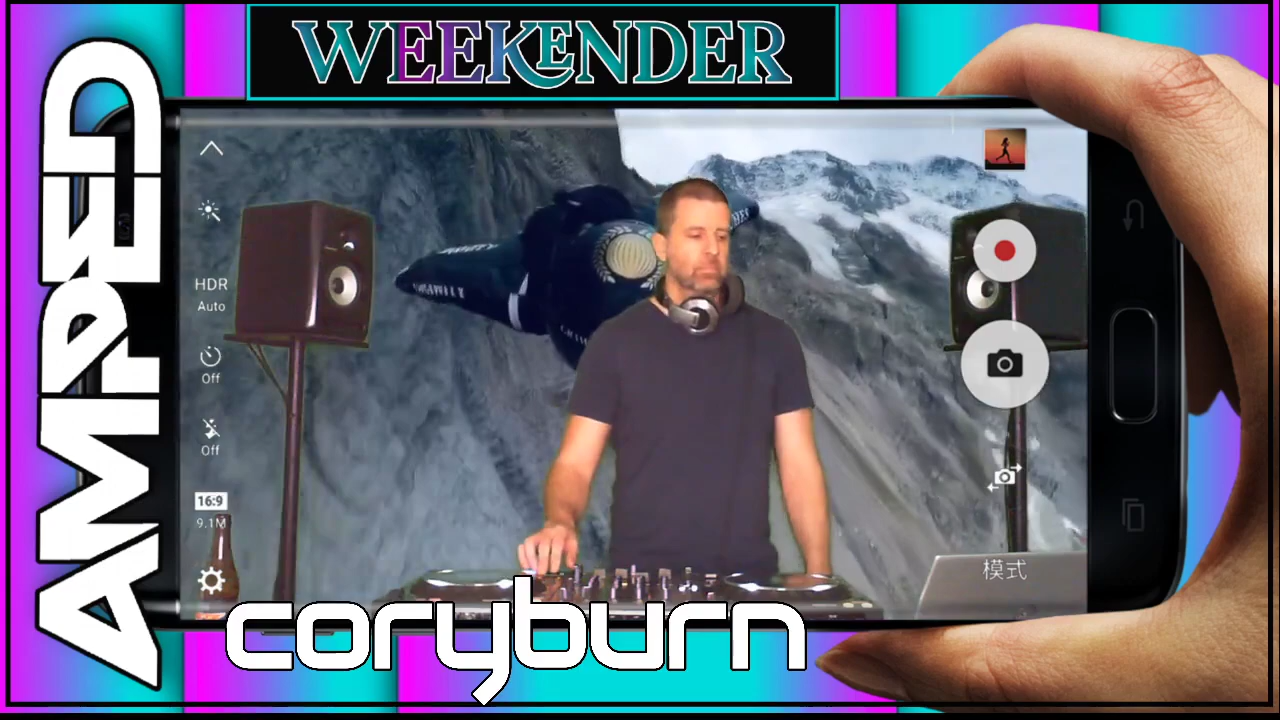 WEEKENDER
AMPED
HDR
Auto
Off
Off
16:9
9.1M
模式
coryburn